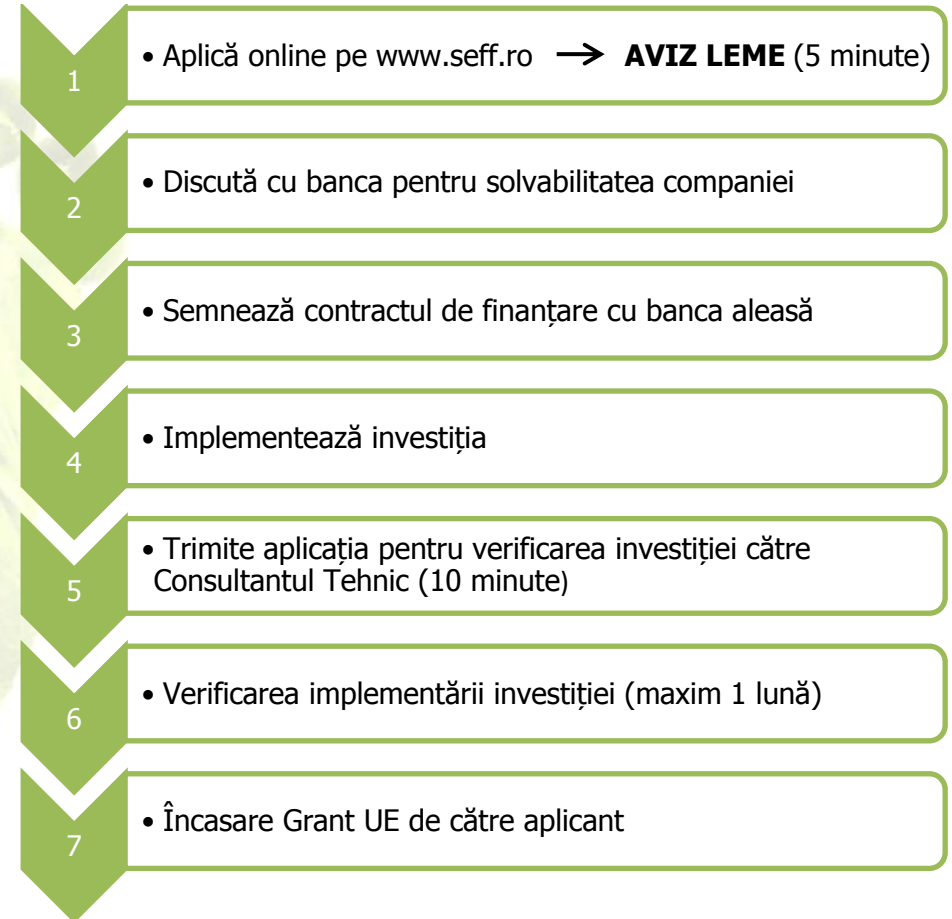 1
• Aplică online pe www.seff.ro → AVIZ LEME (5 minute)
2
• Discută cu banca pentru solvabilitatea companiei
3
• Semnează contractul de finanțare cu banca aleasă
4
• Implementează investiția
5
• Trimite aplicația pentru verificarea investiției către
Consultantul Tehnic (10 minute)
6
• Verificarea implementării investiției (maxim 1 lună)
7
• Încasare Grant UE de către aplicant